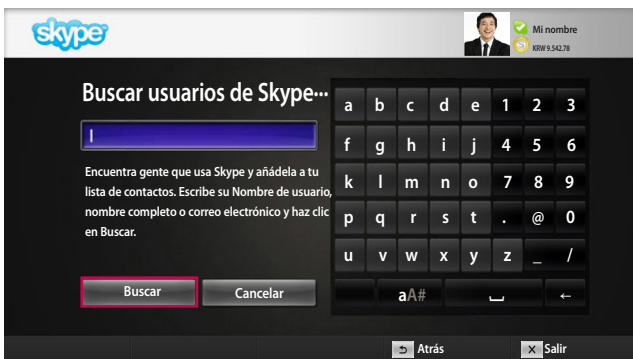 skype
Mi nombre
KRW 9.542.78
Buscar usuarios de Skype...
Encuentra gente que usa Skype y añádela a tu
lista de contactos. Escribe su Nombre de usuario,
nombre completo o correo electrónico y haz clic
en Buscar.
Buscar Cancelar
a b c d e 1 2 3
f g h i j 4 5 6
k l m n o 7 8 9
p q r s t . @ 0
u v w x y z _ /
aA# ←
Atrás Salir